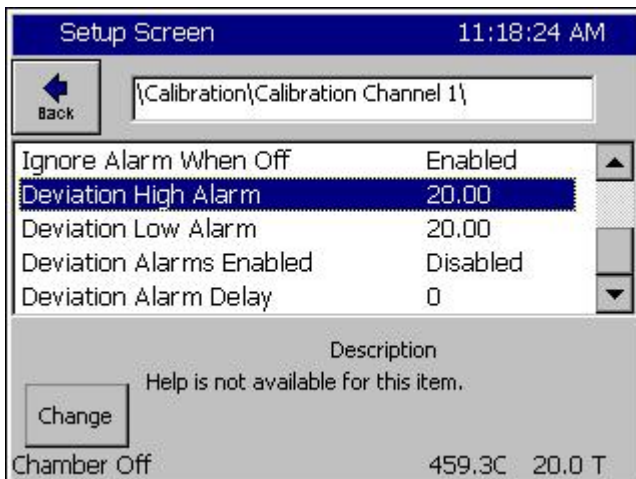 Setup Screen 11:18:24 AM
Back
\Calibration\Calibration Channel 1\
Ignore Alarm When Off Enabled
Deviation High Alarm 20.00
Deviation Low Alarm 20.00
Deviation Alarms Enabled Disabled
Deviation Alarm Delay 0
Description
Help is not available for this item.
Change
Chamber Off 459.3C 20.0 T